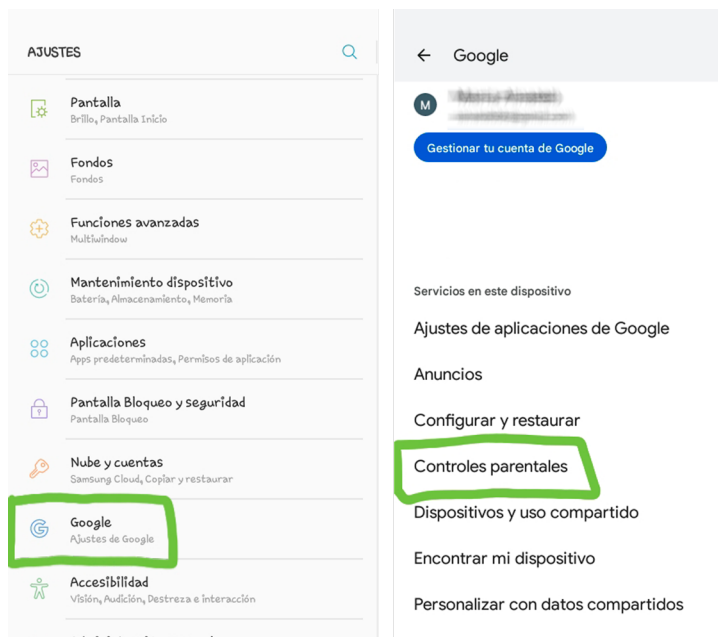 AJUSTES
Pantalla
Brillo, Pantalla Inicio
Fondos
Fondos
Funciones avanzadas
Multiwindow
Mantenimiento dispositivo
Batería, Almacenamiento, Memoria
Aplicaciones
Apps predeterminadas, Permisos de aplicación
Pantalla Bloqueo y seguridad
Pantalla Bloqueo
Nube y cuentas
Samsung Cloud, Copiar y restaurar
Google
Ajustes de Google
Accesibilidad
Visión, Audición, Destreza e interacción
Google
M
Gestionar tu cuenta de Google
Servicios en este dispositivo
Ajustes de aplicaciones de Google
Anuncios
Configurar y restaurar
Controles parentales
Dispositivos y uso compartido
Encontrar mi dispositivo
Personalizar con datos compartidos